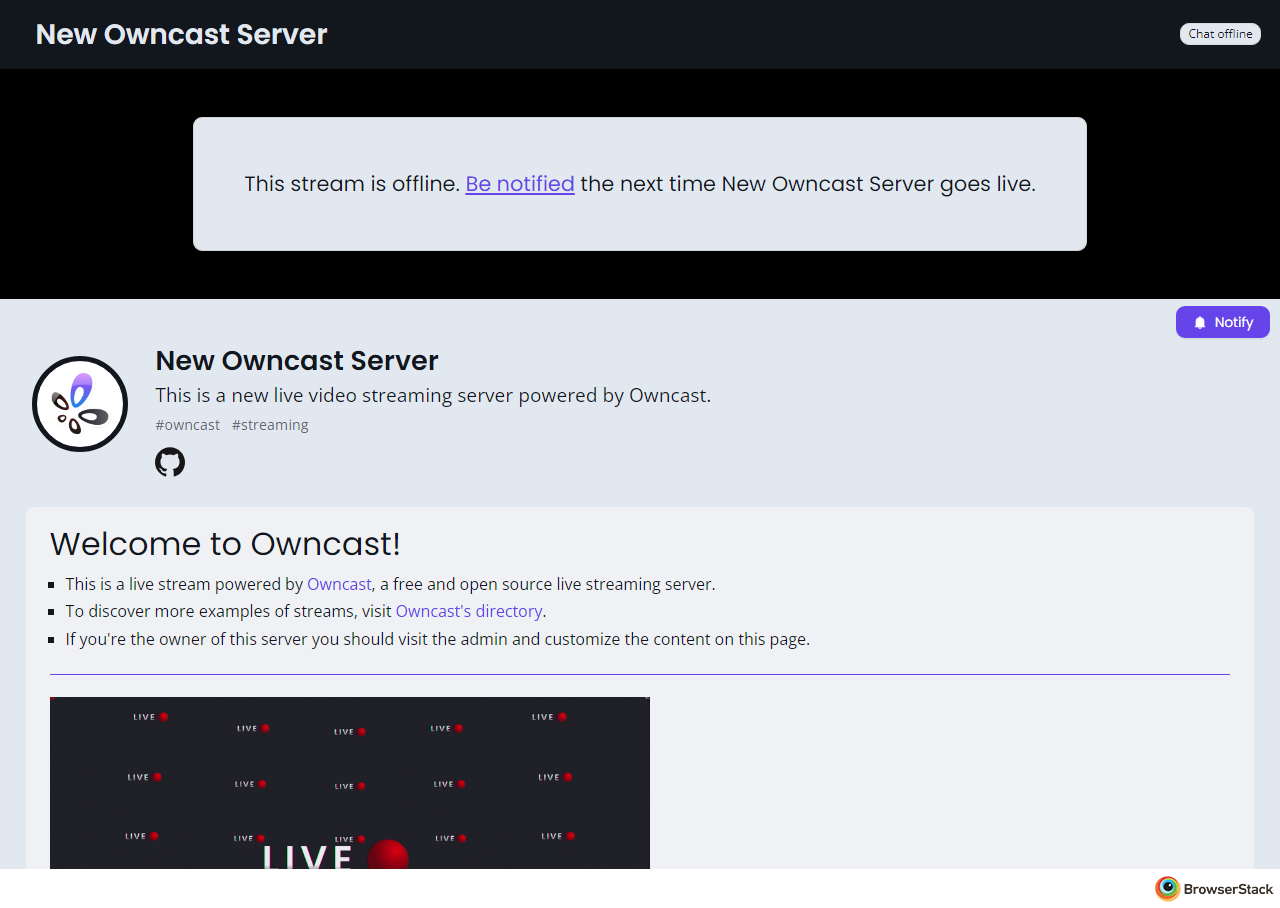 New Owncast Server
Chat offline
This stream is offline. Be notified the next time New Owncast Server goes live.
Notify
New Owncast Server
This is a new live video streaming server powered by Owncast.
#owncast #streaming
Welcome to Owncast!
This is a live stream powered by Owncast, a free and open source live streaming server.
To discover more examples of streams, visit Owncast's directory.
If you're the owner of this server you should visit the admin and customize the content on this page.
LIVE LIVE LIVE LIVE LIVE
LIVE LIVE LIVE LIVE LIVE
LIVE LIVE LIVE LIVE LIVE
LIVE
BrowserStack